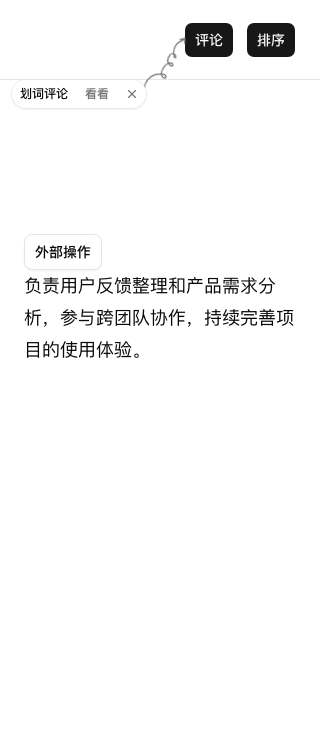 评论 排序
划词评论 看看
外部操作
负责用户反馈整理和产品需求分
析，参与跨团队协作，持续完善项
目的使用体验。